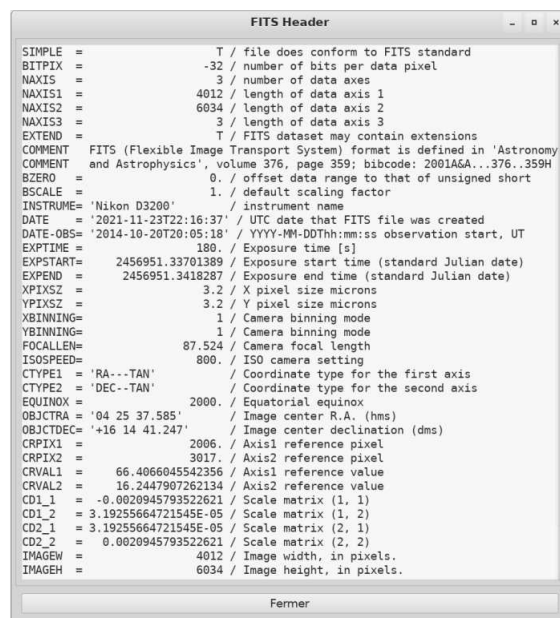 FITS Header
SIMPLE  =                    T / file does conform to FITS standard
BITPIX  =                  -32 / number of bits per data pixel
NAXIS   =                    3 / number of data axes
NAXIS1  =                 4012 / length of data axis 1
NAXIS2  =                 6034 / length of data axis 2
NAXIS3  =                    3 / length of data axis 3
EXTEND  =                    T / FITS dataset may contain extensions
COMMENT   FITS (Flexible Image Transport System) format is defined in 'Astronomy
COMMENT   and Astrophysics', volume 376, page 359; bibcode: 2001A&A...376..359H
BZERO   =                   0. / offset data range to that of unsigned short
BSCALE  =                   1. / default scaling factor
INSTRUME= 'Nikon D3200'        / instrument name
DATE    = '2021-11-23T22:16:37' / UTC date that FITS file was created
DATE-OBS= '2014-10-20T20:05:18' / YYYY-MM-DDThh:mm:ss observation start, UT
EXPTIME =                 180. / Exposure time [s]
EXPSTART=     2456951.33701389 / Exposure start time (standard Julian date)
EXPEND  =      2456951.3418287 / Exposure end time (standard Julian date)
XPIXSZ  =                  3.2 / X pixel size microns
YPIXSZ  =                  3.2 / Y pixel size microns
XBINNING=                    1 / Camera binning mode
YBINNING=                    1 / Camera binning mode
FOCALLEN=               87.524 / Camera focal length
ISOSPEED=                 800. / ISO camera setting
CTYPE1  = 'RA---TAN'           / Coordinate type for the first axis
CTYPE2  = 'DEC--TAN'           / Coordinate type for the second axis
EQUINOX =                2000. / Equatorial equinox
OBJCTRA = '04 25 37.585'       / Image center R.A. (hms)
OBJCTDEC= '+16 14 41.247'      / Image center declination (dms)
CRPIX1  =                2006. / Axis1 reference pixel
CRPIX2  =                3017. / Axis2 reference pixel
CRVAL1  =     66.4066045542356 / Axis1 reference value
CRVAL2  =     16.2447907262134 / Axis2 reference value
CD1_1   =  -0.0020945793522621 / Scale matrix (1, 1)
CD1_2   = 3.19255664721545E-05 / Scale matrix (1, 2)
CD2_1   = 3.19255664721545E-05 / Scale matrix (2, 1)
CD2_2   =   0.0020945793522621 / Scale matrix (2, 2)
IMAGEW  =                 4012 / Image width, in pixels.
IMAGEH  =                 6034 / Image height, in pixels.
Fermer